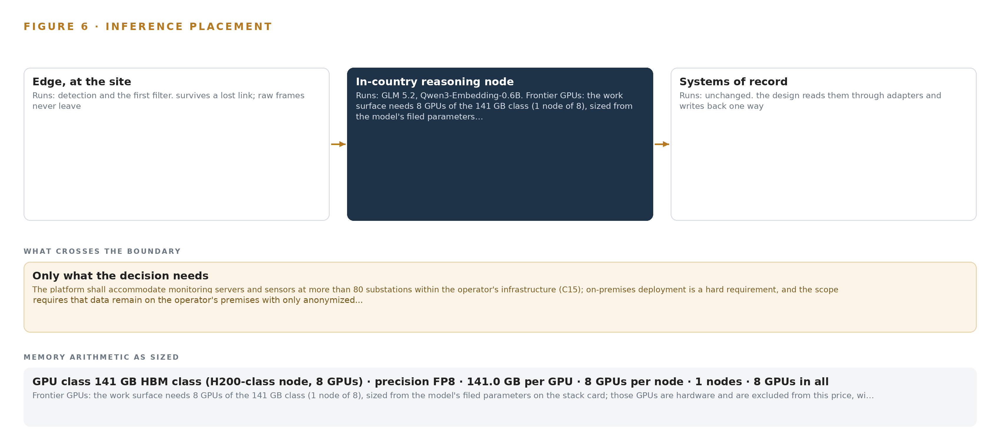 FIGURE 6 · INFERENCE PLACEMENT
Edge, at the site
Runs: detection and the first filter. survives a lost link; raw frames
never leave
In-country reasoning node
Runs: GLM 5.2, Qwen3-Embedding-0.6B. Frontier GPUs: the work
surface needs 8 GPUs of the 141 GB class (1 node of 8), sized from
the model's filed parameters…
Systems of record
Runs: unchanged. the design reads them through adapters and
writes back one way
WHAT CROSSES THE BOUNDARY
Only what the decision needs
The platform shall accommodate monitoring servers and sensors at more than 80 substations within the operator's infrastructure (C15); on-premises deployment is a hard requirement, and the scope
requires that data remain on the operator's premises with only anonymized...
MEMORY ARITHMETIC AS SIZED
GPU class 141 GB HBM class (H200-class node, 8 GPUs) · precision FP8 · 141.0 GB per GPU · 8 GPUs per node · 1 nodes · 8 GPUs in all
Frontier GPUs: the work surface needs 8 GPUs of the 141 GB class (1 node of 8), sized from the model's filed parameters on the stack card; those GPUs are hardware and are excluded from this price, wi…